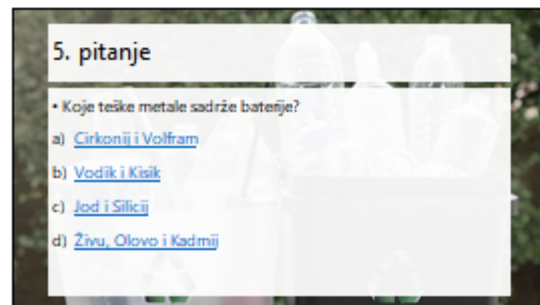 5. pitanje
• Koje teške metale sadrže baterije?
a) Cirkonij i Volfram
b) Vodik i Kisik
c) Jod i Silicij
d) Živu, Olovo i Kadmij